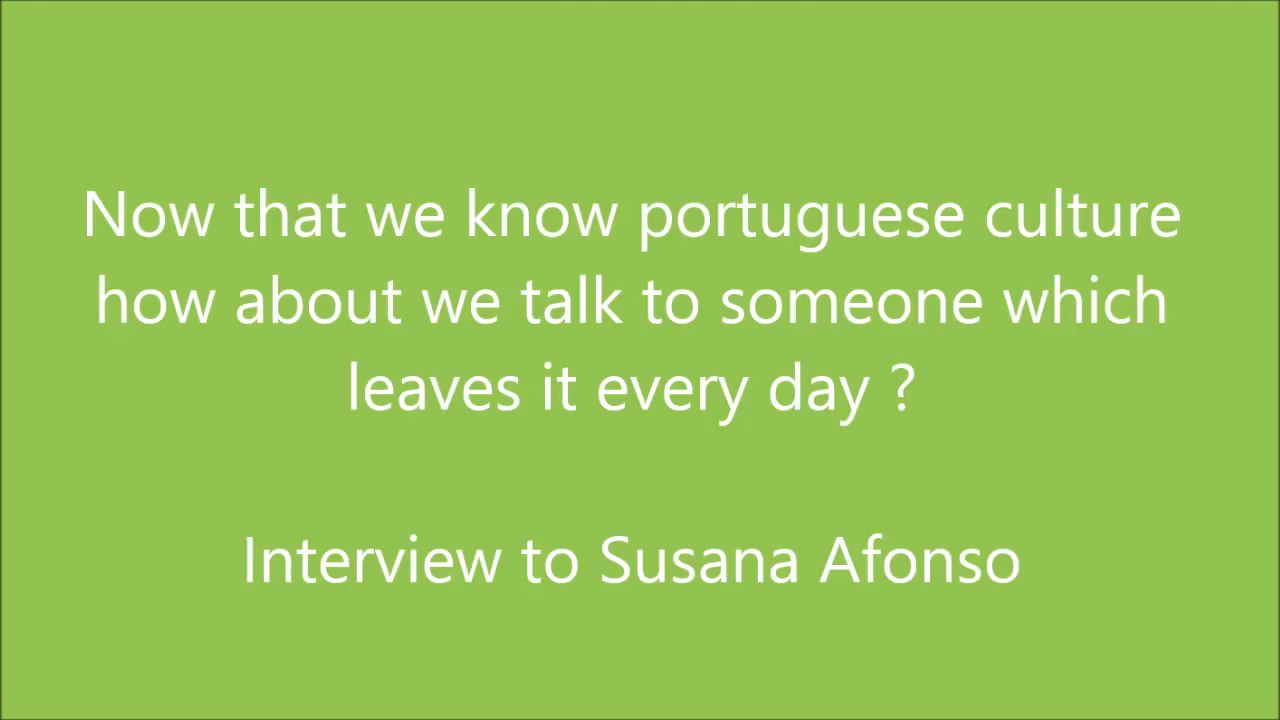 Now that we know portuguese culture
how about we talk to someone which
leaves it every day ?
Interview to Susana Afonso